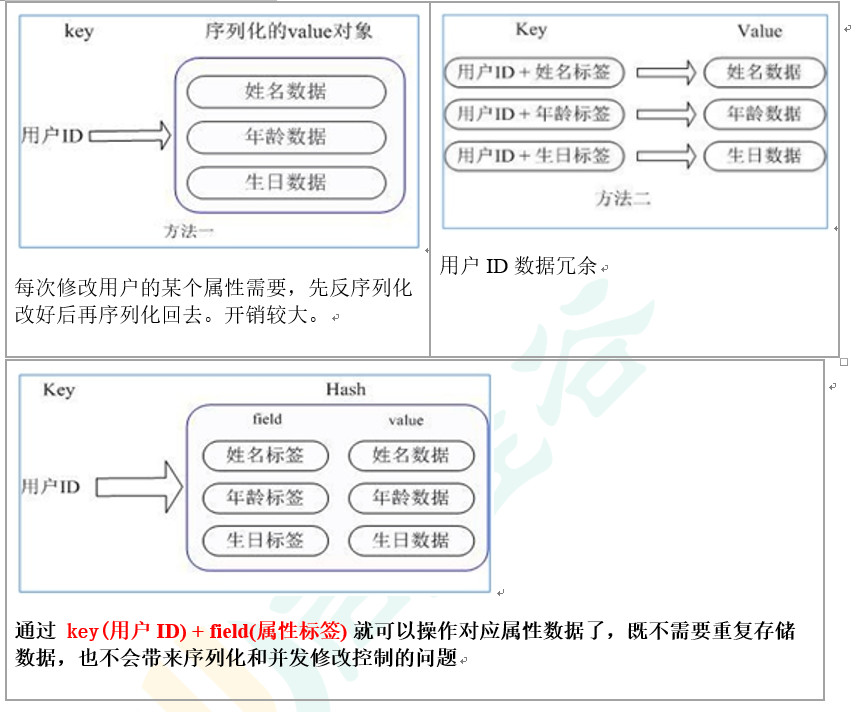 key 序列化的value对象
姓名数据
用户ID 年龄数据
生日数据
方法一
每次修改用户的某个属性需要，先反序列化
改好后再序列化回去。开销较大。
Key Value
用户ID + 姓名标签 姓名数据
用户ID + 年龄标签 年龄数据
用户ID + 生日标签 生日数据
方法二
用户 ID 数据冗余
Key Hash
field value
姓名标签 姓名数据
用户ID 年龄标签 年龄数据
生日标签 生日数据
通过 key(用户 ID) + field(属性标签) 就可以操作对应属性数据了，既不需要重复存储
数据，也不会带来序列化和并发修改控制的问题